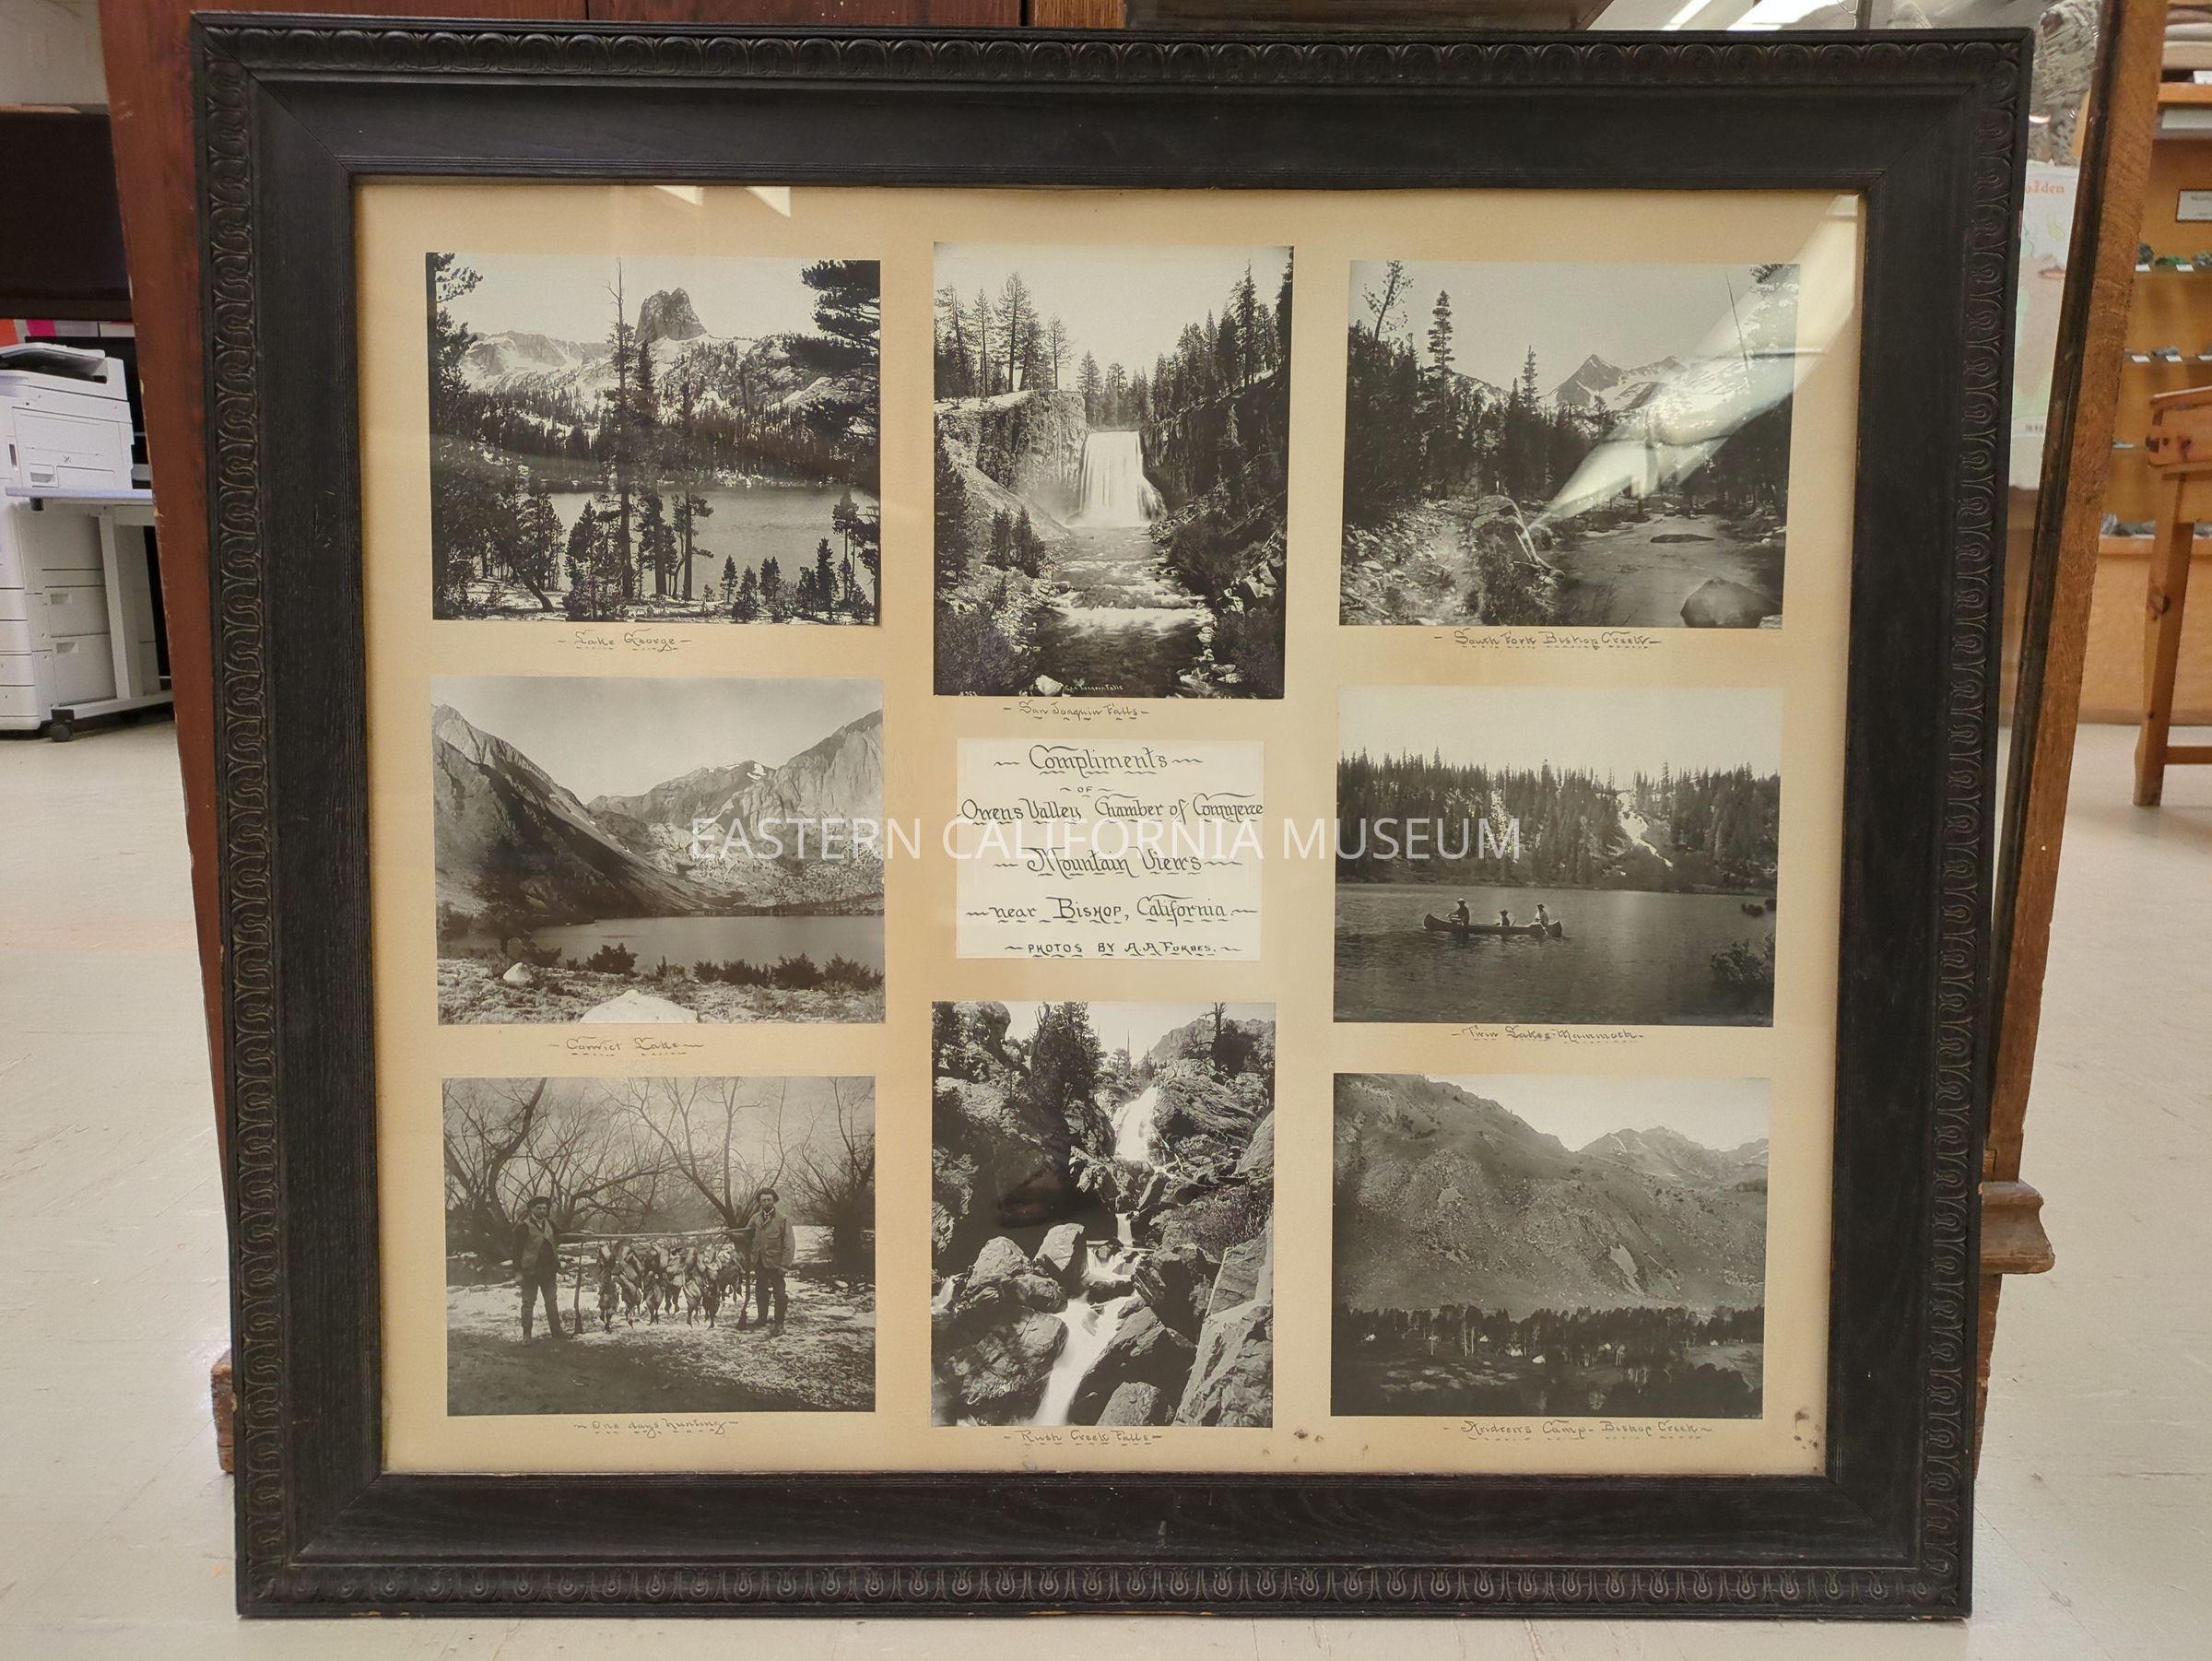 Lake George
San Joaquin Falls
South Fork Bishop Creek
Convict Lake
Compliments
OF
Owens Valley Chamber of Commerce
EASTERN CALIFORNIA MUSEUM
Mountain Views
near Bishop, California
PHOTOS BY A.A FORBES.
Twin Lakes-Mammoth
One days hunting
Rush Creek Falls
Andrews Camp- Bishop Creek